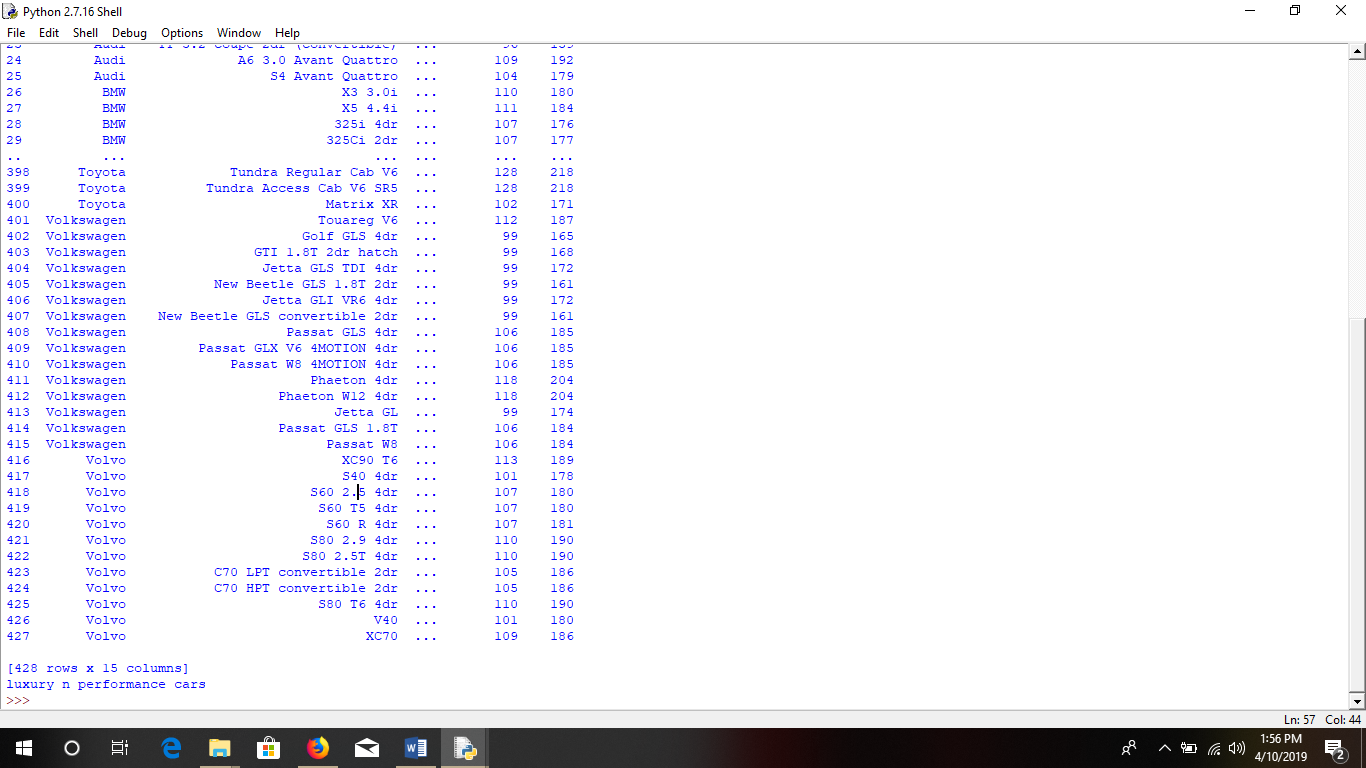 Python 2.7.16 Shell
File Edit Shell Debug Options Window Help
23 Audi TT 3.2 coupe 2dr (convertible) ... 96 159
24 Audi A6 3.0 Avant Quattro ... 109 192
25 Audi S4 Avant Quattro ... 104 179
26 BMW X3 3.0i ... 110 180
27 BMW X5 4.4i ... 111 184
28 BMW 325i 4dr ... 107 176
29 BMW 325Ci 2dr ... 107 177
.. ... ... ... ... ...
398 Toyota Tundra Regular Cab V6 ... 128 218
399 Toyota Tundra Access Cab V6 SR5 ... 128 218
400 Toyota Matrix XR ... 102 171
401 Volkswagen Touareg V6 ... 112 187
402 Volkswagen Golf GLS 4dr ... 99 165
403 Volkswagen GTI 1.8T 2dr hatch ... 99 168
404 Volkswagen Jetta GLS TDI 4dr ... 99 172
405 Volkswagen New Beetle GLS 1.8T 2dr ... 99 161
406 Volkswagen Jetta GLI VR6 4dr ... 99 172
407 Volkswagen New Beetle GLS convertible 2dr ... 99 161
408 Volkswagen Passat GLS 4dr ... 106 185
409 Volkswagen Passat GLX V6 4MOTION 4dr ... 106 185
410 Volkswagen Passat W8 4MOTION 4dr ... 106 185
411 Volkswagen Phaeton 4dr ... 118 204
412 Volkswagen Phaeton W12 4dr ... 118 204
413 Volkswagen Jetta GL ... 99 174
414 Volkswagen Passat GLS 1.8T ... 106 184
415 Volkswagen Passat W8 ... 106 184
416 Volvo XC90 T6 ... 113 189
417 Volvo S40 4dr ... 101 178
418 Volvo S60 2.5 4dr ... 107 180
419 Volvo S60 T5 4dr ... 107 180
420 Volvo S60 R 4dr ... 107 181
421 Volvo S80 2.9 4dr ... 110 190
422 Volvo S80 2.5T 4dr ... 110 190
423 Volvo C70 LPT convertible 2dr ... 105 186
424 Volvo C70 HPT convertible 2dr ... 105 186
425 Volvo S80 T6 4dr ... 110 190
426 Volvo V40 ... 101 180
427 Volvo XC70 ... 109 186
[428 rows x 15 columns]
luxury n performance cars
>>>
Ln: 57 Col: 44
1:56 PM
4/10/2019
2